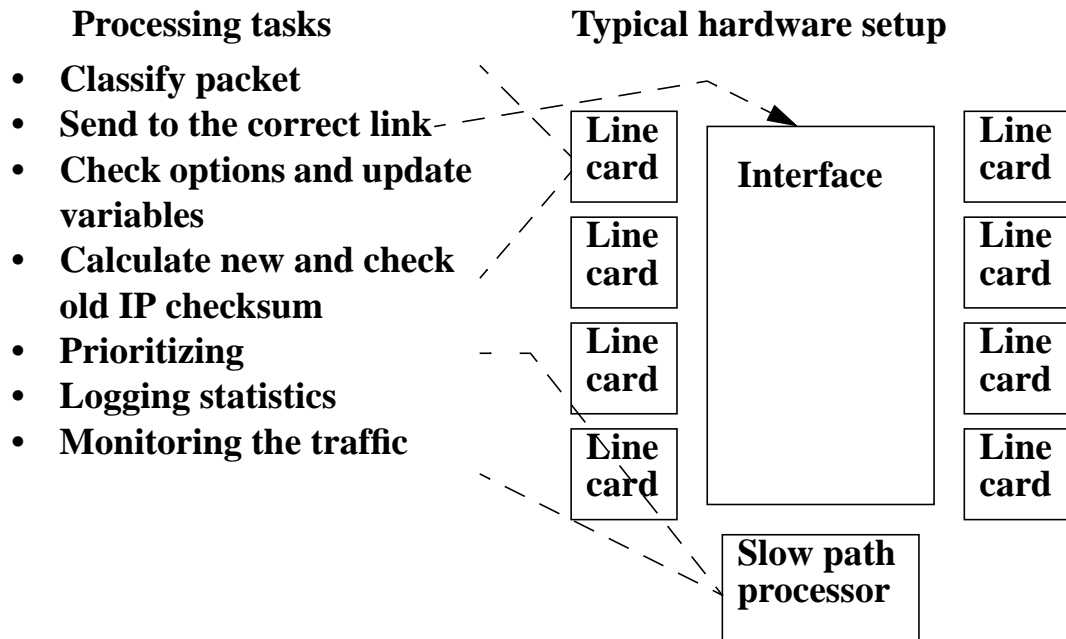 Processing tasks
Typical hardware setup
• Classify packet
• Send to the correct link
• Check options and update
variables
• Calculate new and check
old IP checksum
• Prioritizing
• Logging statistics
• Monitoring the traffic
Line
card
Line
card
Line
card
Line
card
Interface
Line
card
Line
card
Line
card
Line
card
Slow path
processor